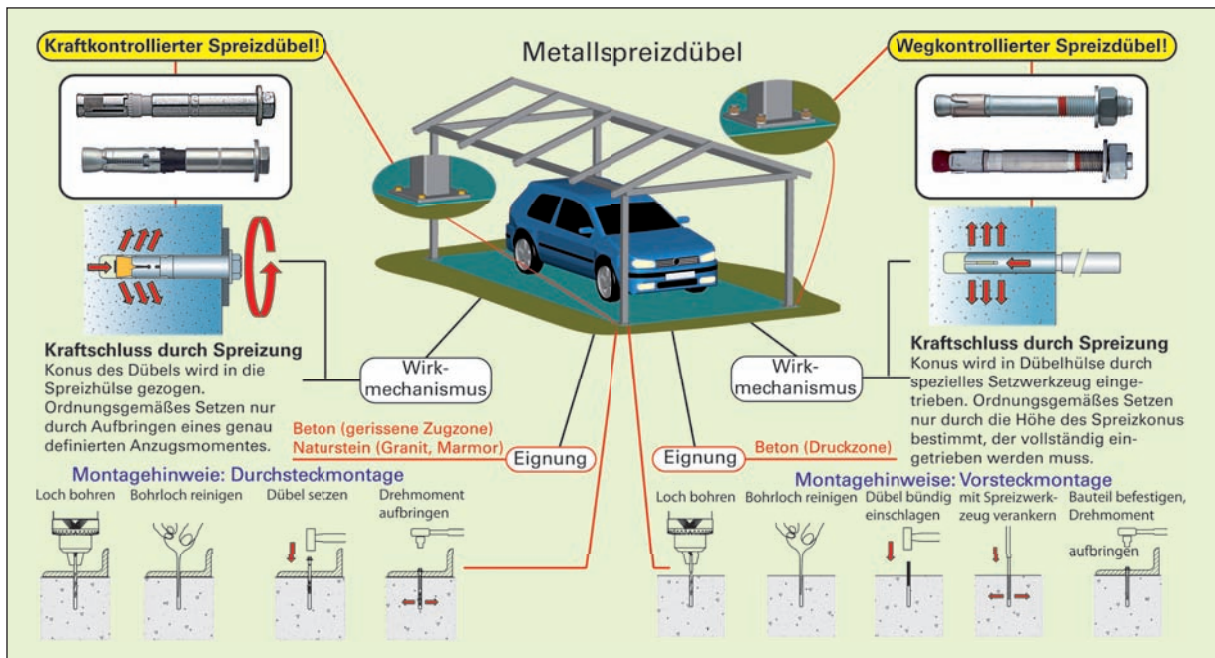 Metallspreizdübel
Kraftkontrollierter Spreizdübel!
Kraftschluss durch Spreizung
Konus des Dübels wird in die
Spreizhülse gezogen.
Ordnungsgemäßes Setzen nur
durch Aufbringen eines genau
definierten Anzugsmomentes.
Wirk-
mechanismus
Beton (gerissene Zugzone)
Naturstein (Granit, Marmor)
Eignung
Montagehinweie: Durchsteckmontage
Loch bohren
Bohrloch reinigen
Dübel setzen
Drehmoment
aufbringen
Wegkontrollierter Spreizdübel!
Kraftschluss durch Spreizung
Konus wird in Dübelhülse durch
spezielles Setzwerkzeug einge-
trieben. Ordnungsgemäßes Setzen
nur durch die Höhe des Spreizkonus
bestimmt, der vollständig ein-
getrieben werden muss.
Wirk-
mechanismus
Eignung
Beton (Druckzone)
Montagehinweise: Vorsteckmontage
Loch bohren
Bohrloch reinigen
Dübel bündig
einschlagen
mit Spreizwerk-
zeug verankern
Bauteil befestigen,
Drehmoment
aufbringen